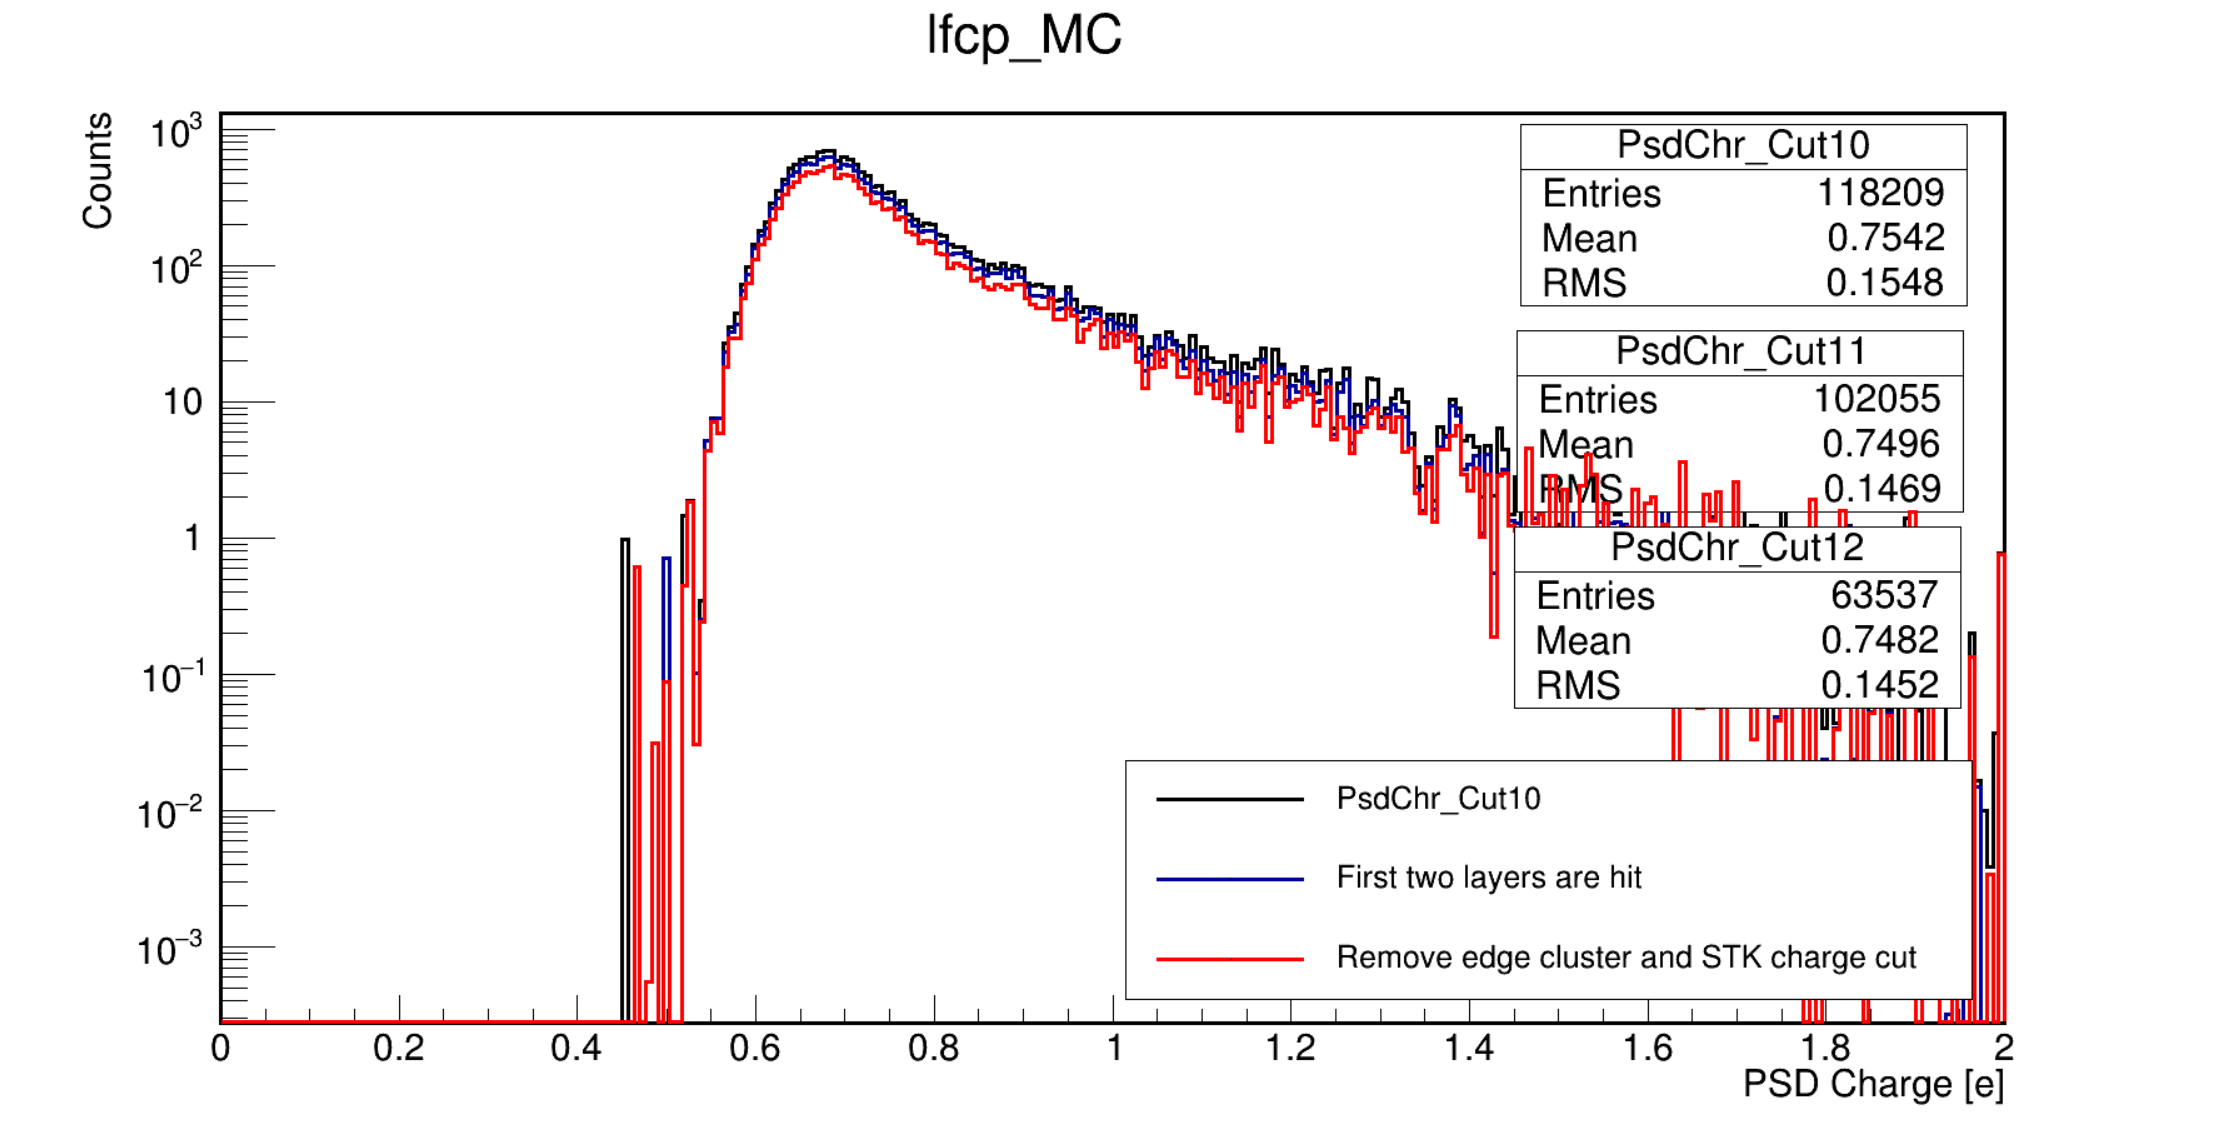 lfcp_MC
Counts
10³
10²
10
1
10⁻¹
10⁻²
10⁻³
PsdChr_Cut10
Entries 118209
Mean 0.7542
RMS 0.1548
PsdChr_Cut11
Entries 102055
Mean 0.7496
RMS 0.1469
PsdChr_Cut12
Entries 63537
Mean 0.7482
RMS 0.1452
PsdChr_Cut10
First two layers are hit
Remove edge cluster and STK charge cut
0 0.2 0.4 0.6 0.8 1 1.2 1.4 1.6 1.8 2
PSD Charge [e]